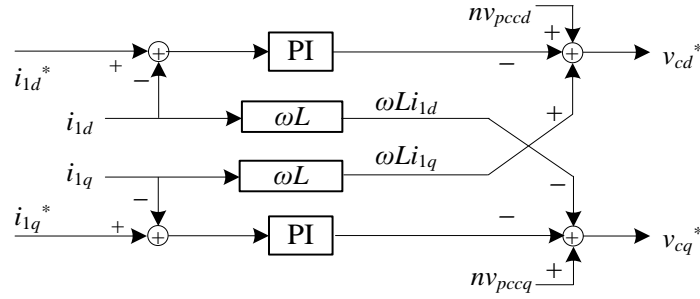 nv_pccd
i_1d*
+
−
+
PI
−
+
v_cd*
i_1d
ωL
ωLi_1d
+
i_1q
ωL
ωLi_1q
−
i_1q*
+
−
+
PI
−
+
v_cq*
nv_pccq
+
+